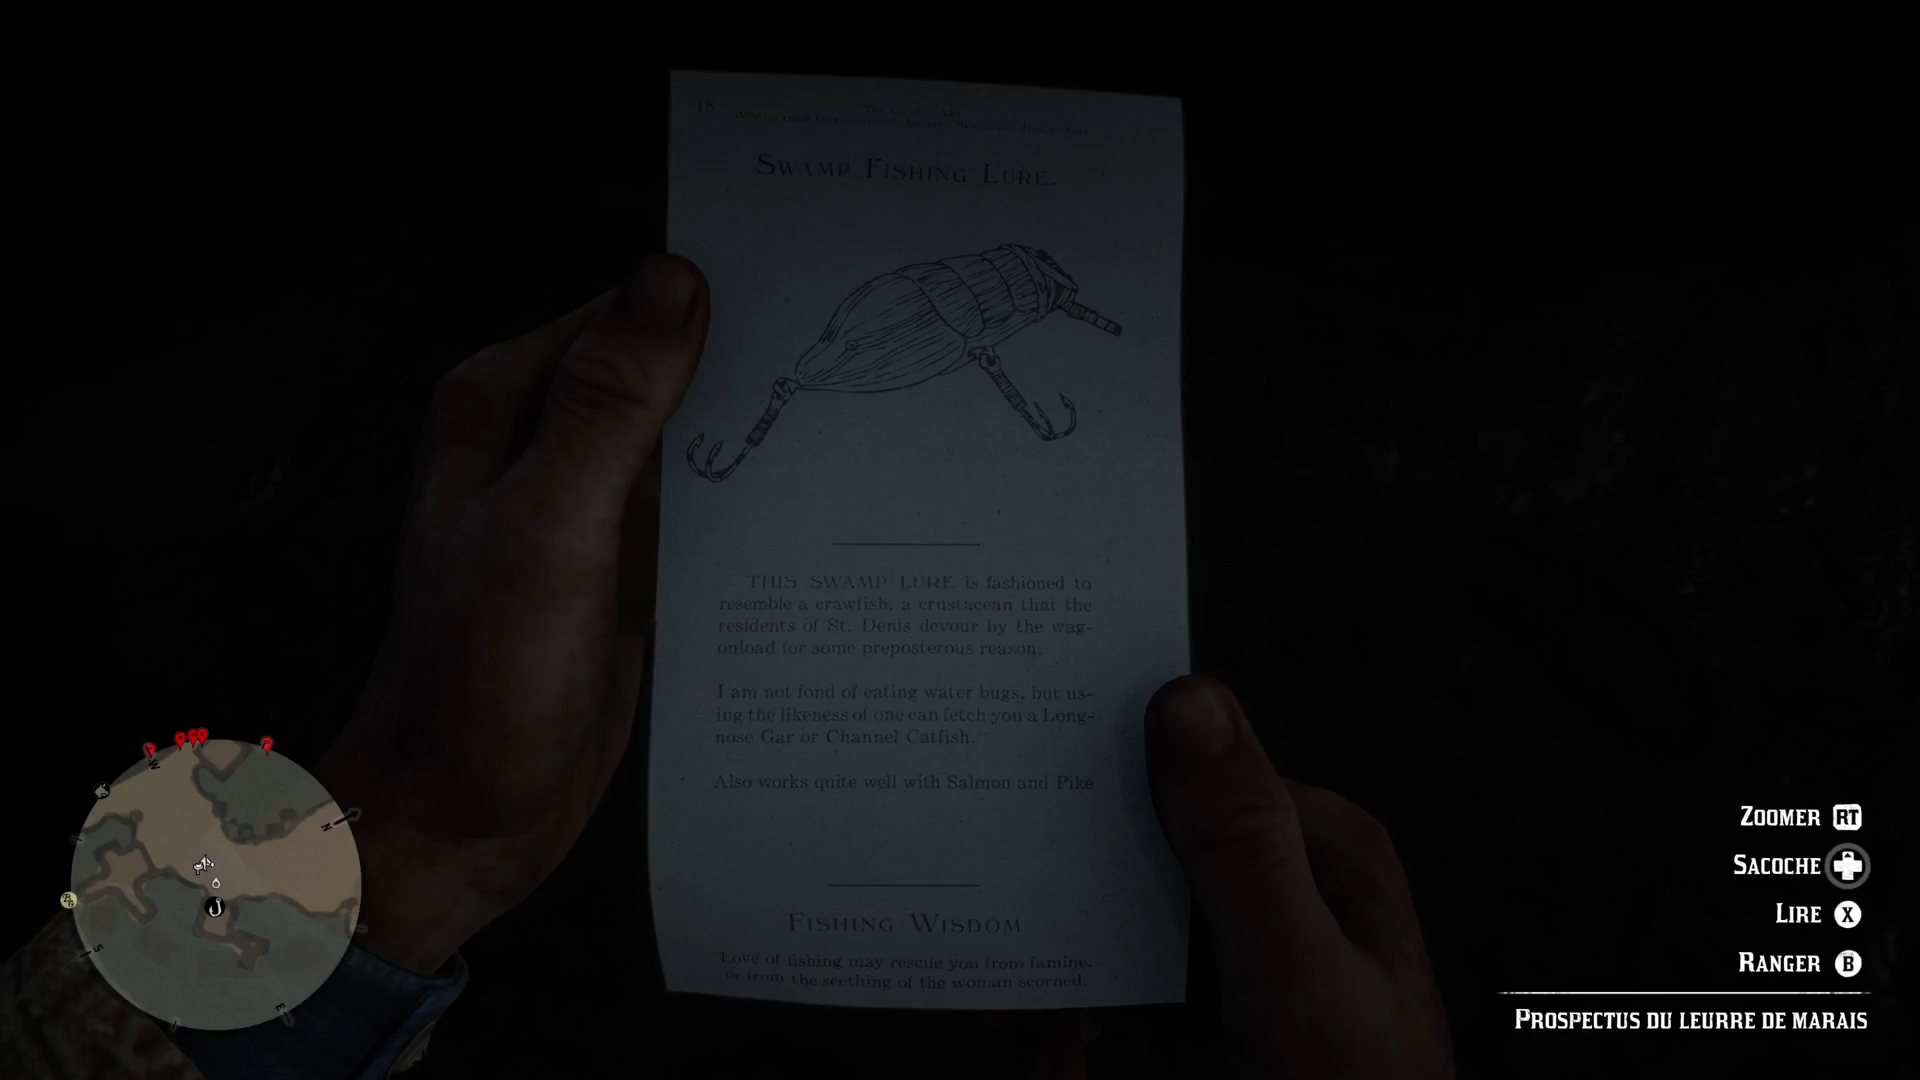 18
Swamp Fishing Lure.
THIS SWAMP LURE is fashioned to
resemble a crawfish, a crustacean that the
residents of St. Denis devour by the wag-
onload for some preposterous reason.
I am not fond of eating water bugs, but us-
ing the likeness of one can fetch you a Long-
nose Gar or Channel Catfish.
Also works quite well with Salmon and Pike
Fishing Wisdom
Love of fishing may rescue you from famine,
or from the seething of the woman scorned.
W
N
S
E
Zoomer RT
Sacoche
Lire X
Ranger B
Prospectus du leurre de marais